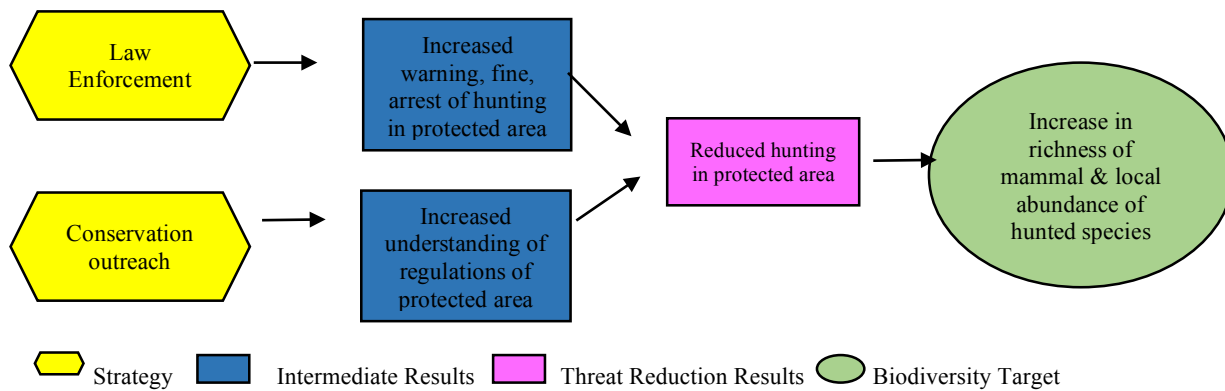 Law
Enforcement
Increased
warning, fine,
arrest of hunting
in protected area
Conservation
outreach
Increased
understanding of
regulations of
protected area
Reduced hunting
in protected area
Increase in
richness of
mammal & local
abundance of
hunted species
Strategy Intermediate Results Threat Reduction Results Biodiversity Target